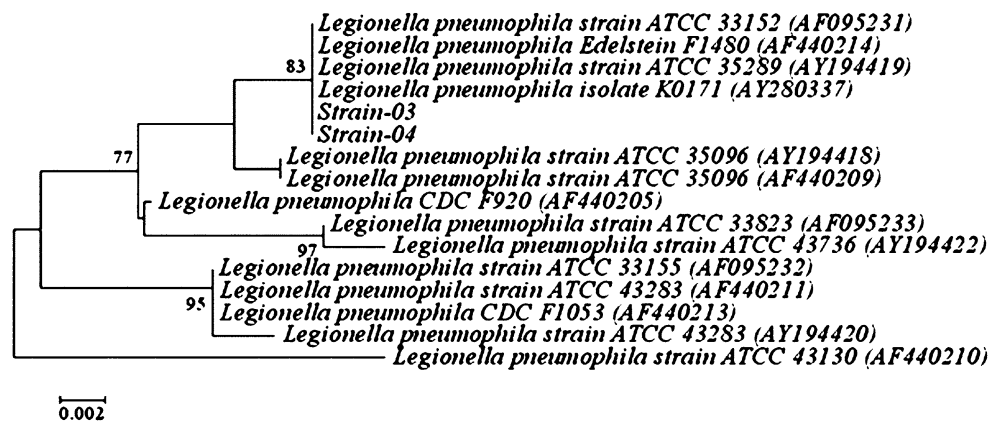 Legionella pneumophila strain ATCC 33152 (AF095231)
Legionella pneumophila Edelstein F1480 (AF440214)
83
Legionella pneumophila strain ATCC 35289 (AY194419)
Legionella pneumophila isolate K0171 (AY280337)
Strain-03
Strain-04
77
Legionella pneumophila strain ATCC 35096 (AY194418)
Legionella pneumophila strain ATCC 35096 (AF440209)
Legionella pneumophila CDC F920 (AF440205)
Legionella pneumophila strain ATCC 33823 (AF095233)
97
Legionella pneumophila strain ATCC 43736 (AY194422)
Legionella pneumophila strain ATCC 33155 (AF095232)
Legionella pneumophila strain ATCC 43283 (AF440211)
95
Legionella pneumophila CDC F1053 (AF440213)
Legionella pneumophila strain ATCC 43283 (AY194420)
Legionella pneumophila strain ATCC 43130 (AF440210)
0.002